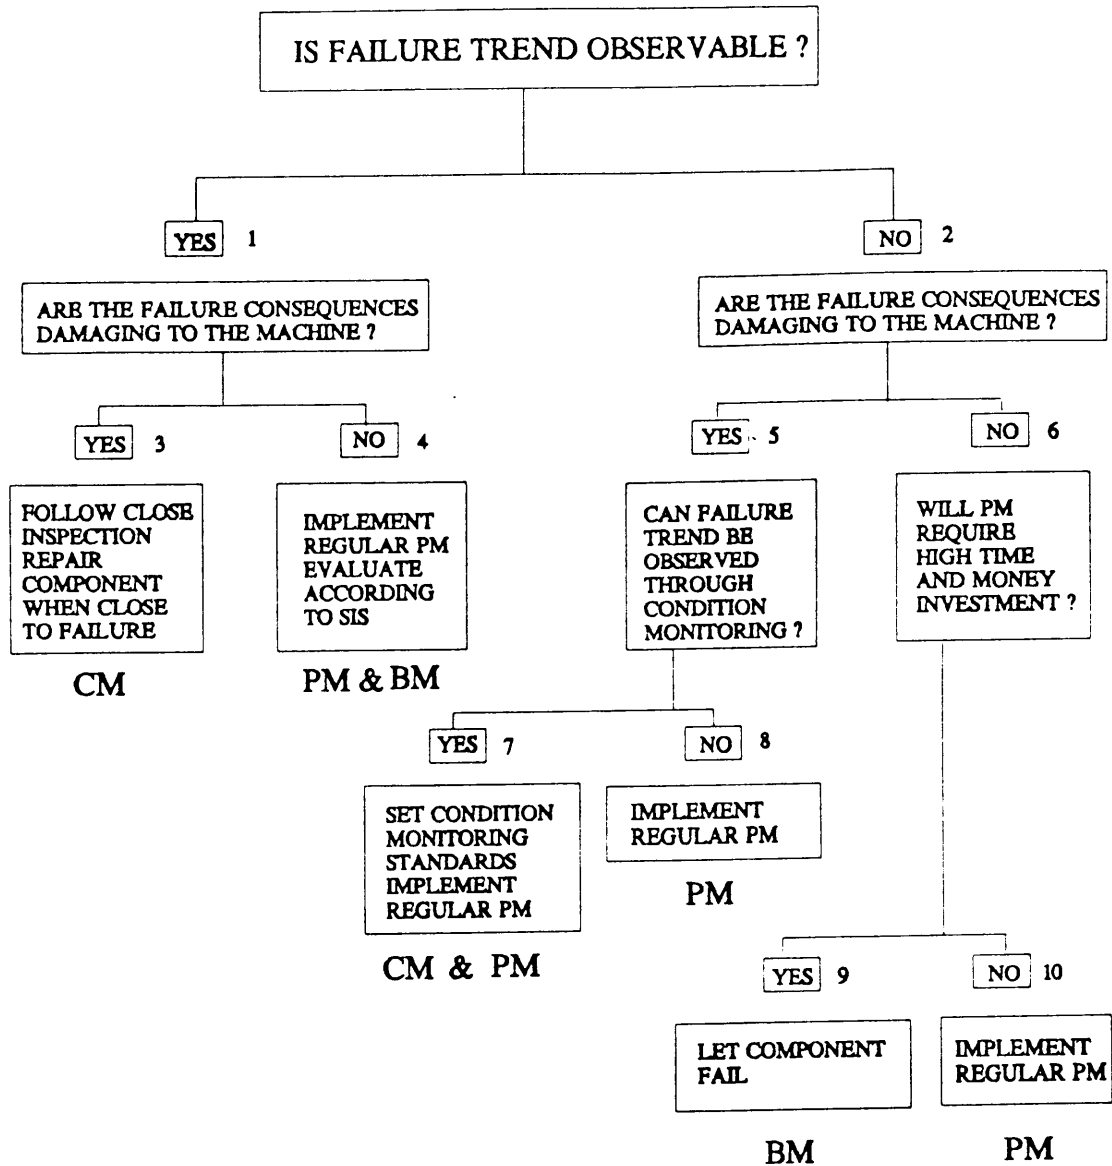 IS FAILURE TREND OBSERVABLE ?
YES 1
NO 2
ARE THE FAILURE CONSEQUENCES
DAMAGING TO THE MACHINE ?
ARE THE FAILURE CONSEQUENCES
DAMAGING TO THE MACHINE ?
YES 3
NO 4
YES 5
NO 6
FOLLOW CLOSE
INSPECTION
REPAIR
COMPONENT
WHEN CLOSE
TO FAILURE
CM
IMPLEMENT
REGULAR PM
EVALUATE
ACCORDING
TO SIS
PM & BM
CAN FAILURE
TREND BE
OBSERVED
THROUGH
CONDITION
MONITORING ?
WILL PM
REQUIRE
HIGH TIME
AND MONEY
INVESTMENT ?
YES 7
NO 8
SET CONDITION
MONITORING
STANDARDS
IMPLEMENT
REGULAR PM
CM & PM
IMPLEMENT
REGULAR PM
PM
YES 9
NO 10
LET COMPONENT
FAIL
BM
IMPLEMENT
REGULAR PM
PM